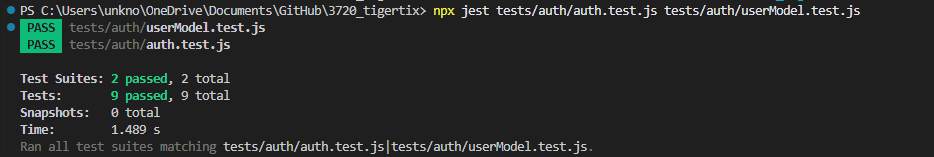 PS C:\Users\unkno\OneDrive\Documents\GitHub\3720_tigertix> npx jest tests/auth/auth.test.js tests/auth/userModel.test.js
PASS tests/auth/userModel.test.js
PASS tests/auth/auth.test.js
Test Suites: 2 passed, 2 total
Tests:       9 passed, 9 total
Snapshots:   0 total
Time:        1.489 s
Ran all test suites matching tests/auth/auth.test.js|tests/auth/userModel.test.js.